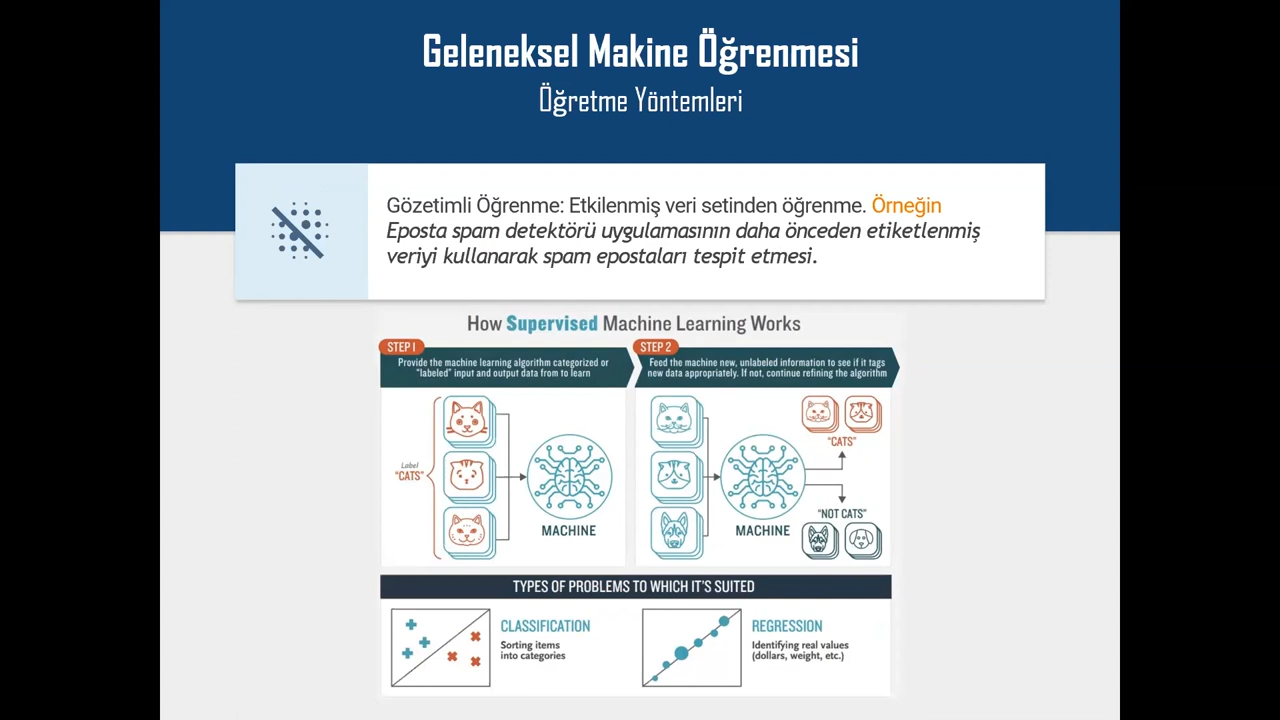 Geleneksel Makine Öğrenmesi
Öğretme Yöntemleri
Gözetimli Öğrenme: Etkilenmiş veri setinden öğrenme. Örneğin
Eposta spam detektörü uygulamasının daha önceden etiketlenmiş
veriyi kullanarak spam epostaları tespit etmesi.
How Supervised Machine Learning Works
STEP 1
Provide the machine learning algorithm categorized or
"labeled" input and output data from to learn
Label
"CATS"
MACHINE
STEP 2
Feed the machine new, unlabeled information to see if it tags
new data appropriately. If not, continue refining the algorithm
MACHINE
"CATS"
"NOT CATS"
TYPES OF PROBLEMS TO WHICH IT'S SUITED
CLASSIFICATION
Sorting items
into categories
REGRESSION
Identifying real values
(dollars, weight, etc.)